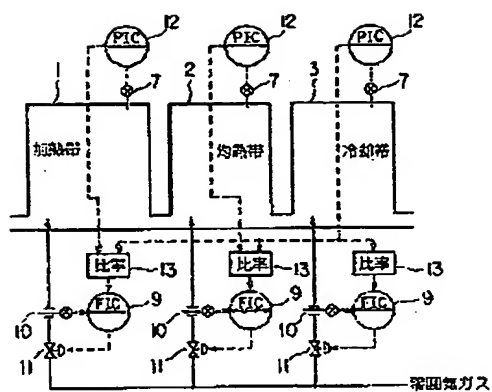 12 12 12
PIC PIC PIC
1 7 2 7 3 7
加熱帯 均熱帯 冷却帯
比率 比率 比率
13 13 13
FIC FIC FIC
9 9 9
10 10 10
11 11 11
雰囲気ガス